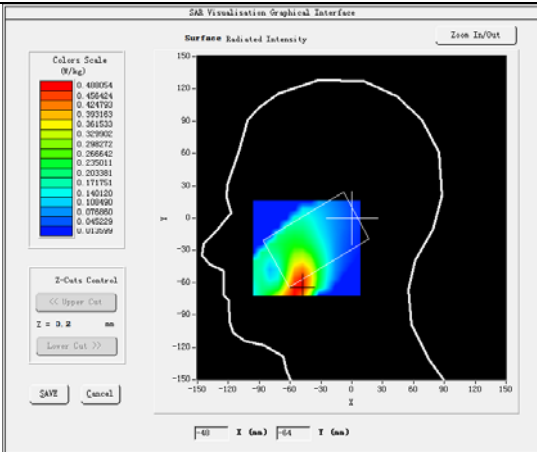 SAR Visualisation Graphical Interface
Surface Radiated Intensity
Zoom In/Out
Colors Scale
(W/kg)
0.488054
0.456424
0.424793
0.393163
0.361533
0.329902
0.298272
0.266642
0.235011
0.203381
0.171751
0.140120
0.108490
0.076860
0.045229
0.013599
150
120
90
60
30
0
-30
-60
-90
-120
-150
Y
-150 -120 -90 -60 -30 0 30 60 90 120 150
X
Z-Cuts Control
<< Upper Cut
Z = 3.2 mm
Lower Cut >>
SAVE Cancel
-48 X (mm) -64 Y (mm)